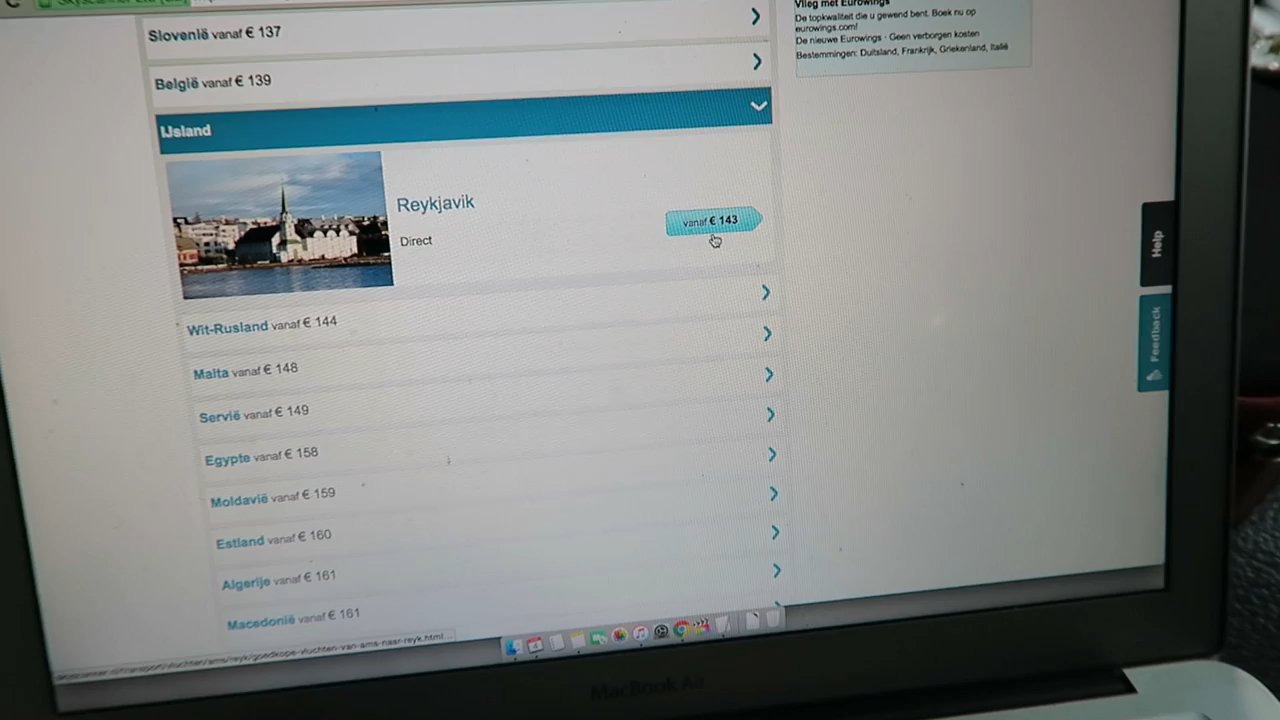 Slovenië vanaf € 137
België vanaf € 139
IJsland
Reykjavik
Direct
vanaf € 143
Wit-Rusland vanaf € 144
Malta vanaf € 148
Servië vanaf € 149
Egypte vanaf € 158
Moldavië vanaf € 159
Estland vanaf € 160
Algerije vanaf € 161
Macedonië vanaf € 161
Vlieg met Eurowings
De topkwaliteit die u gewend bent. Boek nu op
eurowings.com!
De nieuwe Eurowings - Geen verborgen kosten
Bestemmingen: Duitsland, Frankrijk, Griekenland, Italië
Help
Feedback
MacBook Air